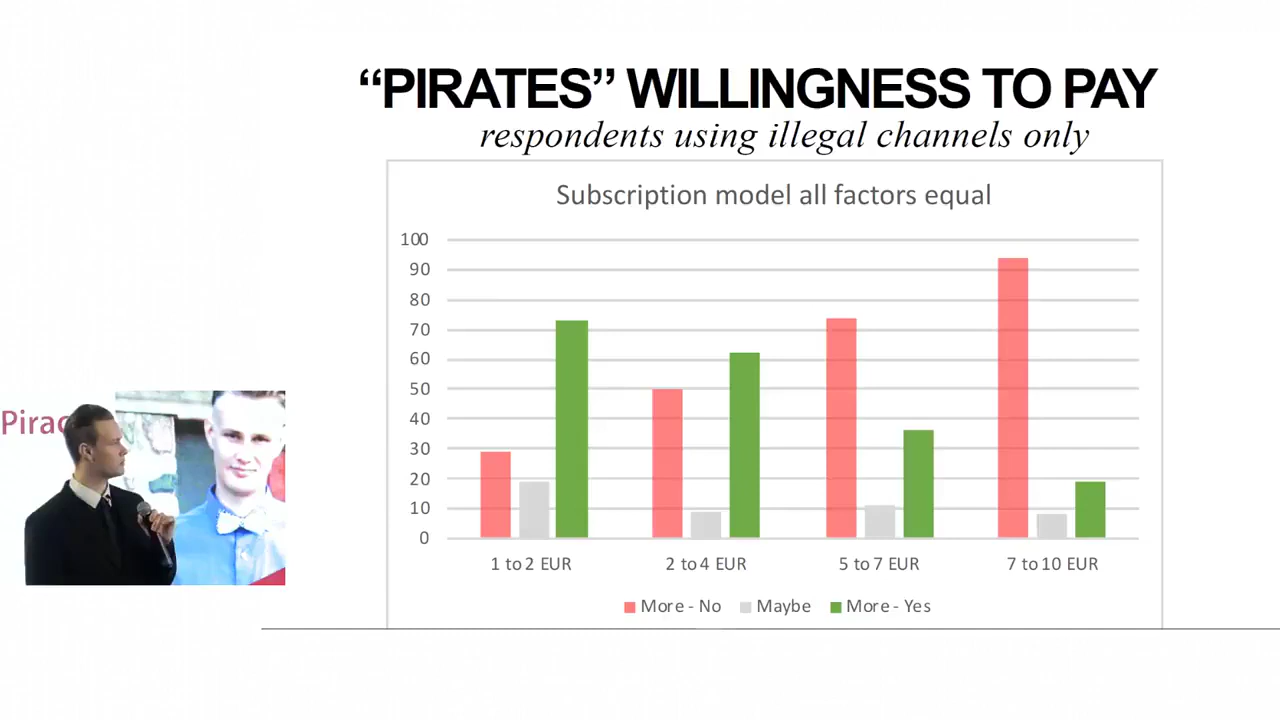 “PIRATES” WILLINGNESS TO PAY
respondents using illegal channels only
Subscription model all factors equal
100
90
80
70
60
50
40
30
20
10
0
1 to 2 EUR
2 to 4 EUR
5 to 7 EUR
7 to 10 EUR
More - No
Maybe
More - Yes